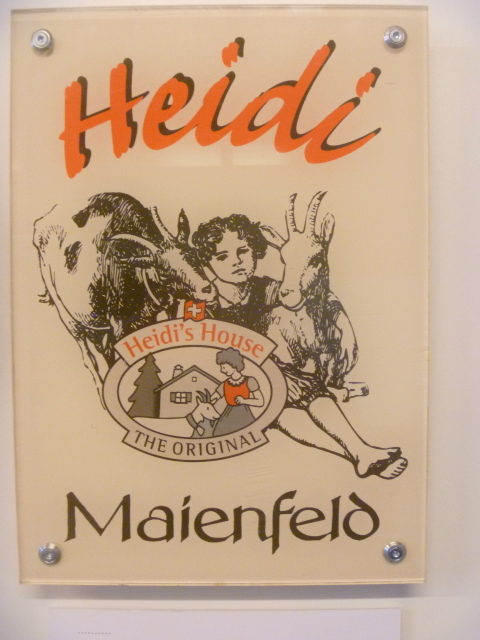 Heidi
Heidi's House
THE ORIGINAL
Maienfeld